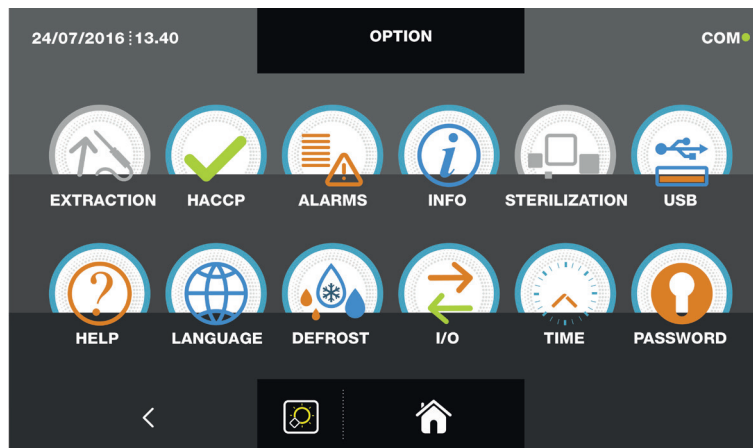 24/07/2016 13.40 OPTION COM
EXTRACTION HACCP ALARMS INFO STERILIZATION USB
HELP LANGUAGE DEFROST I/O TIME PASSWORD